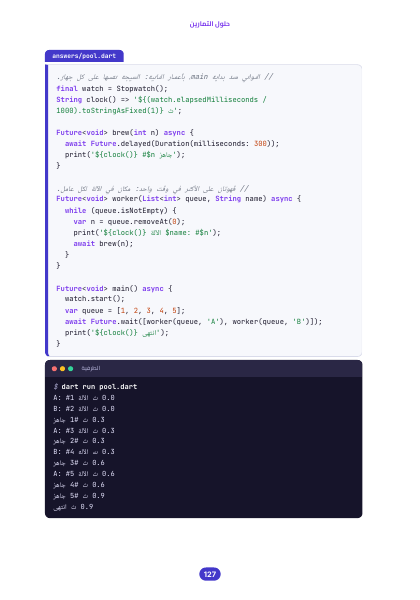 حلول التمارين
answers/pool.dart
// الثواني منذ بداية main، بأعشار الثانية: النتيجة نفسها على كل جهاز.
final watch = Stopwatch();
String clock() => '${(watch.elapsedMilliseconds /
1000).toStringAsFixed(1)} ث';
Future<void> brew(int n) async {
  await Future.delayed(Duration(milliseconds: 300));
  print('${clock()} #$n جاهز');
}
// قهوتان على الأكثر في وقت واحد: مكان في الآلة لكل عامل.
Future<void> worker(List<int> queue, String name) async {
  while (queue.isNotEmpty) {
    var n = queue.removeAt(0);
    print('${clock()} الآلة $name: #$n');
    await brew(n);
  }
}
Future<void> main() async {
  watch.start();
  var queue = [1, 2, 3, 4, 5];
  await Future.wait([worker(queue, 'A'), worker(queue, 'B')]);
  print('${clock()} انتهى');
}
الطرفية
$ dart run pool.dart
0.0 ث الآلة A: #1
0.0 ث الآلة B: #2
0.3 ث #1 جاهز
0.3 ث الآلة A: #3
0.3 ث #2 جاهز
0.3 ث الآلة B: #4
0.6 ث #3 جاهز
0.6 ث الآلة A: #5
0.6 ث #4 جاهز
0.9 ث #5 جاهز
0.9 ث انتهى
127